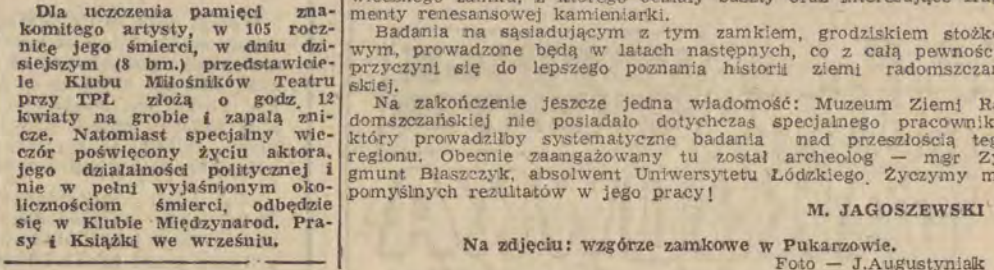 Dla uczczenia pamięci zna-
komitego artysty, w 105 rocz-
nicę jego śmierci, w dniu dzi-
siejszym (8 bm.) przedstawicie-
le Klubu Miłośników Teatru
przy TPŁ złożą o godz. 12
kwiaty na grobie i zapalą zni-
cze. Natomiast specjalny wie-
czór poświęcony życiu aktora,
jego działalności politycznej i
nie w pełni wyjaśnionym oko-
licznościom śmierci, odbędzie
się w Klubie Międzynarod. Pra-
sy i Książki we wrześniu.
menty renesansowej kamieniarki.
Badania na sąsiadującym z tym zamkiem, grodziskiem stożko
wym, prowadzone będą w latach następnych, co z całą pewnośc
przyczyni się do lepszego poznania historii ziemi radomszczań
skiej.
Na zakończenie jeszcze jedna wiadomość: Muzeum Ziemi R
domszczańskiej nie posiadało dotychczas specjalnego pracownik
który prowadziłby systematyczne badania nad przeszłością teg
regionu. Obecnie zaangażowany tu został archeolog — mgr Zy
gmunt Błaszczyk, absolwent Uniwersytetu Łódzkiego. Życzymy m
pomyślnych rezultatów w jego pracy!
M. JAGOSZEWSKI
Na zdjęciu: wzgórze zamkowe w Pukarzowie.
Foto — J.Augustyniak